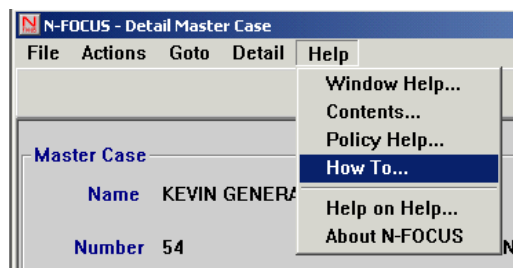 N-FOCUS - Detail Master Case
File Actions Goto Detail Help
Window Help...
Contents...
Policy Help...
How To...
Help on Help...
About N-FOCUS
Master Case
Name KEVIN GENERA
Number 54